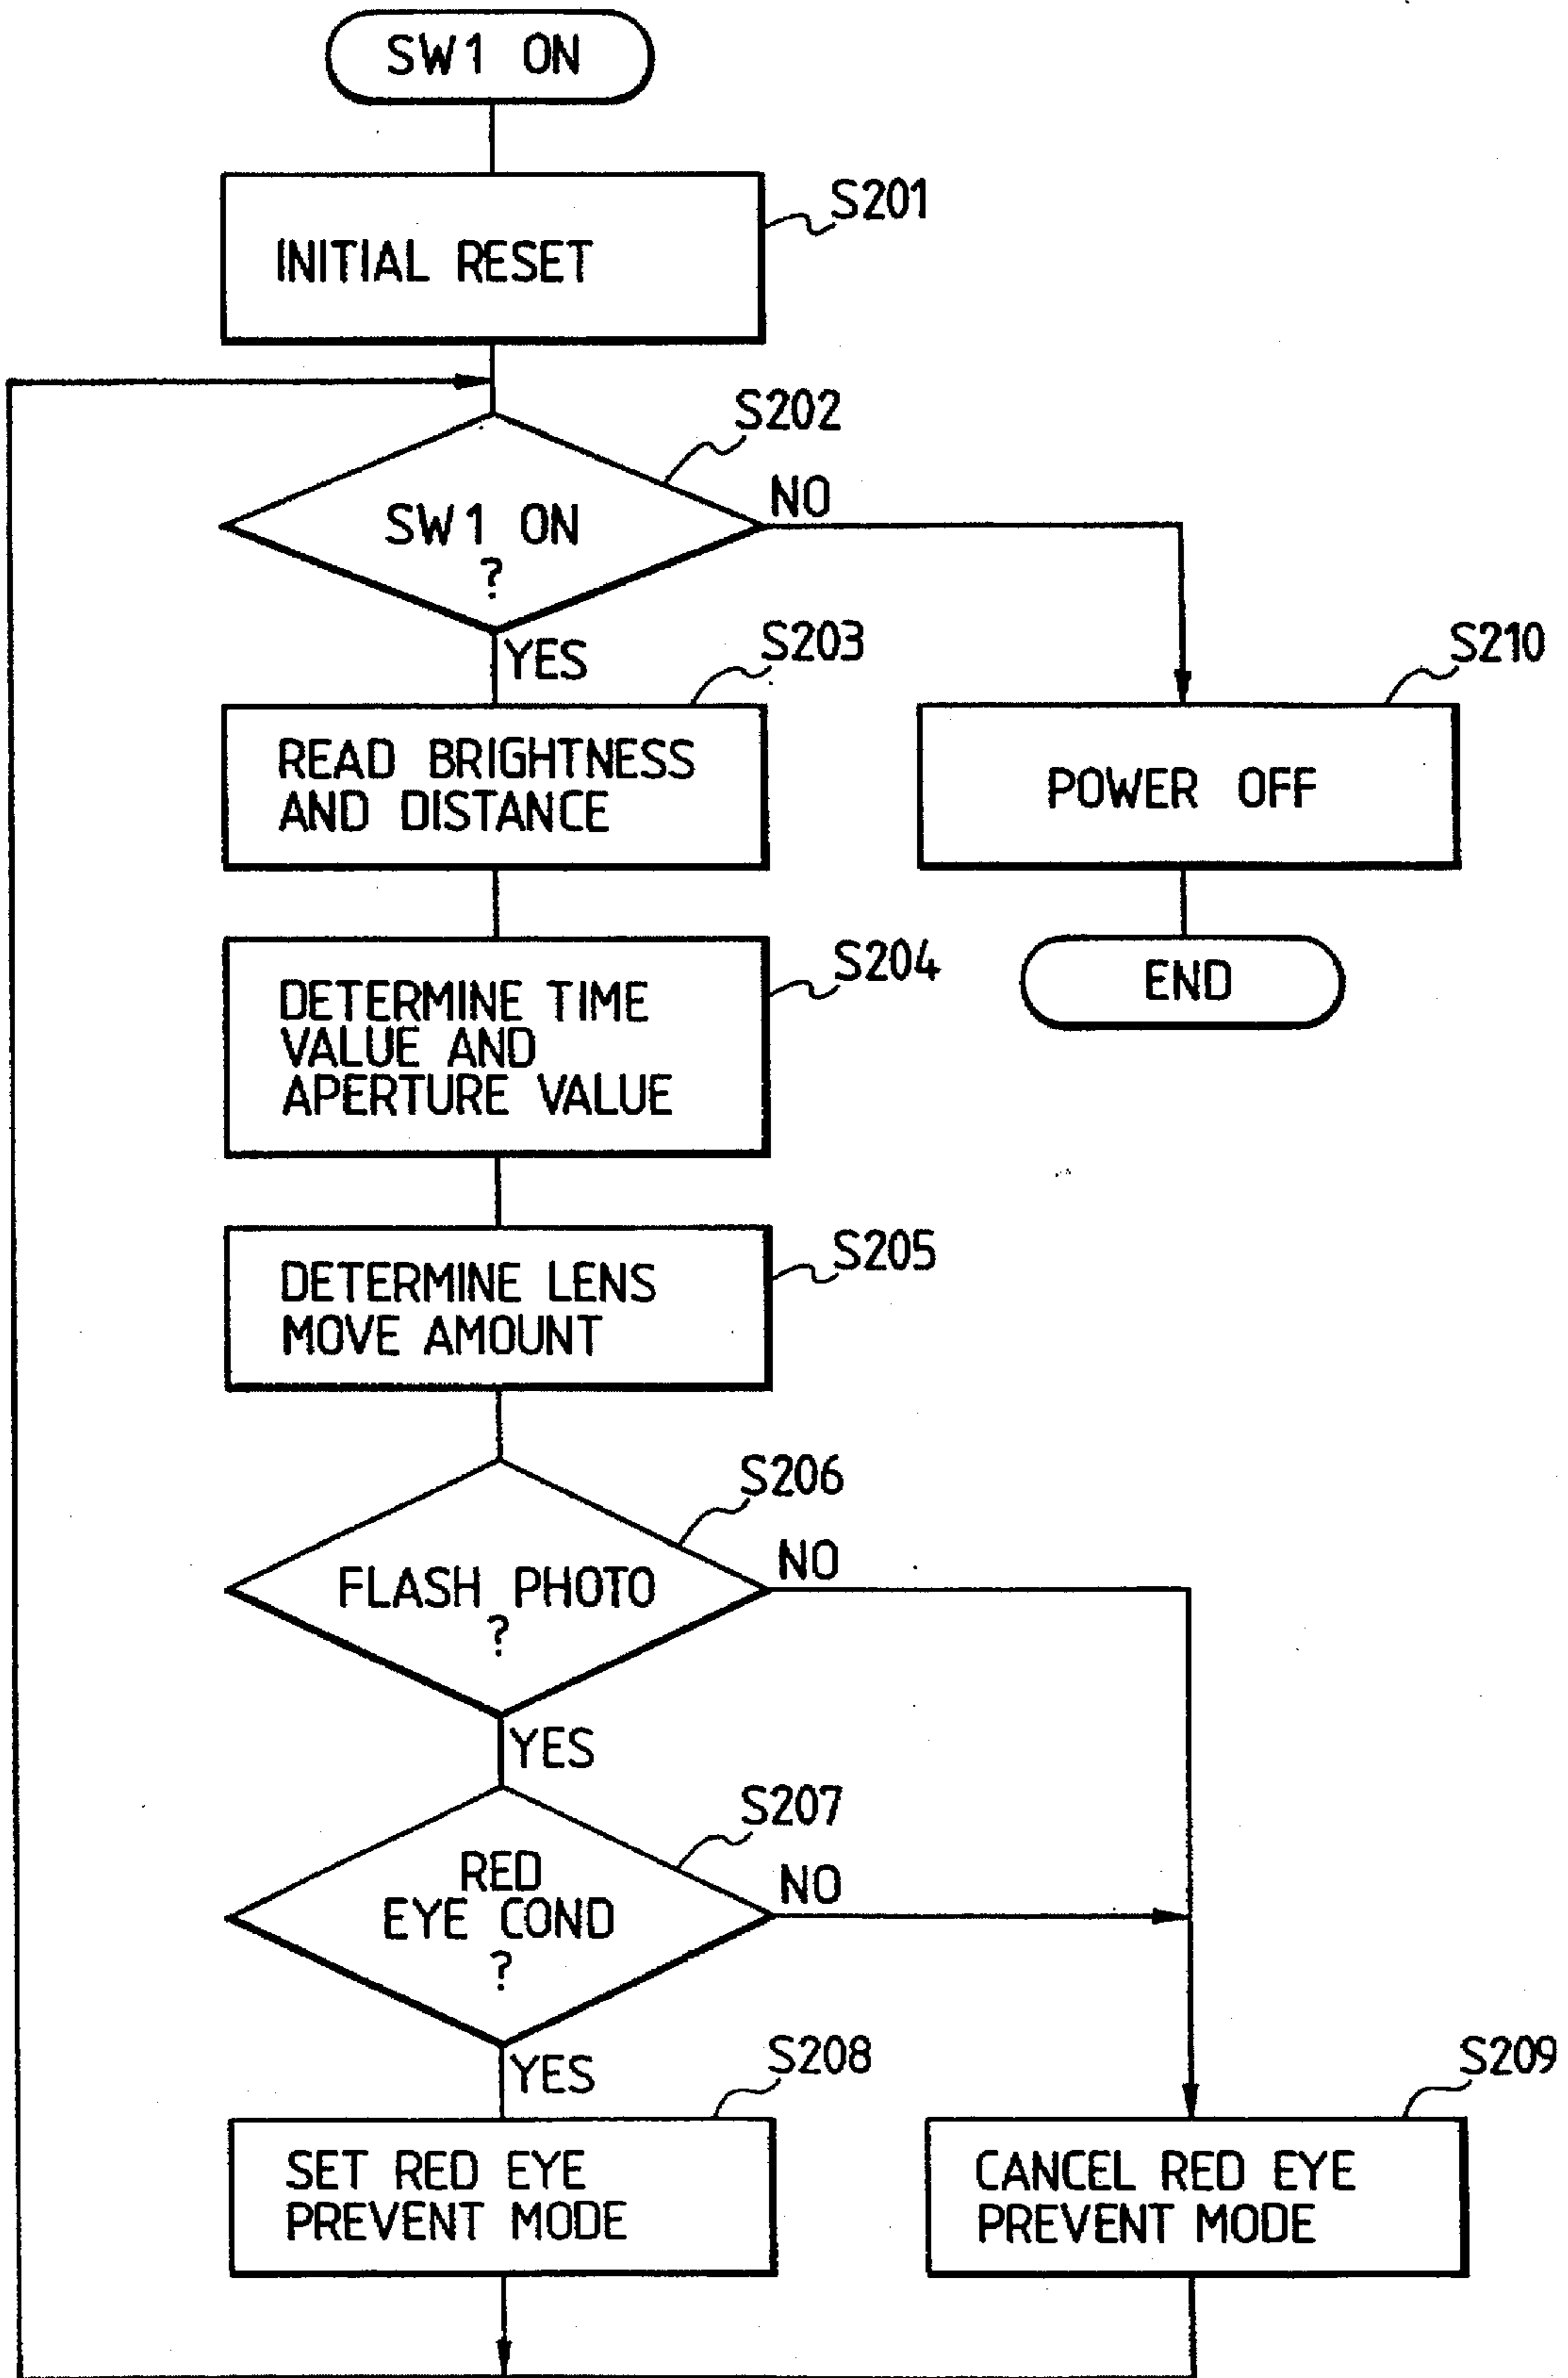 SW1 ON
S201
INITIAL RESET
S202
SW1 ON
?
NO
YES
S203
READ BRIGHTNESS
AND DISTANCE
S210
POWER OFF
END
S204
DETERMINE TIME
VALUE AND
APERTURE VALUE
S205
DETERMINE LENS
MOVE AMOUNT
S206
FLASH PHOTO
?
NO
YES
S207
RED
EYE COND
?
NO
YES
S208
SET RED EYE
PREVENT MODE
S209
CANCEL RED EYE
PREVENT MODE